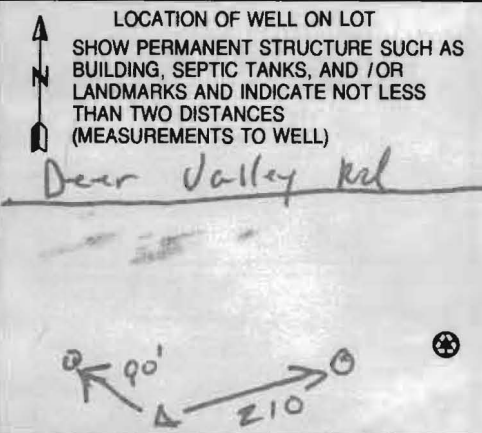 LOCATION OF WELL ON LOT
SHOW PERMANENT STRUCTURE SUCH AS
BUILDING, SEPTIC TANKS, AND /OR
LANDMARKS AND INDICATE NOT LESS
THAN TWO DISTANCES
(MEASUREMENTS TO WELL)
N
Deer Valley Rd
90'
210